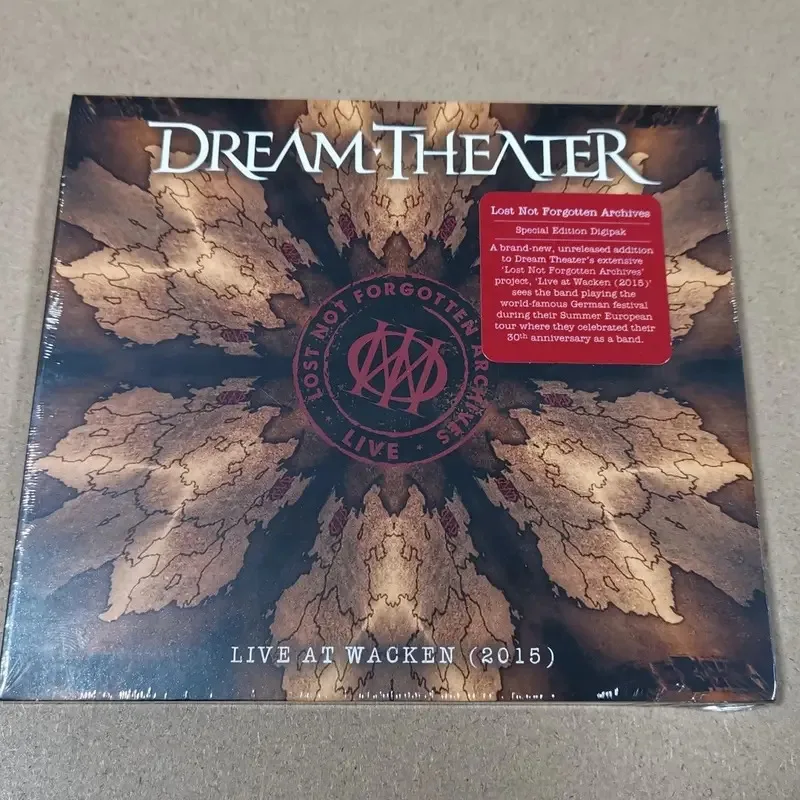 DREAM THEATER
Lost Not Forgotten Archives
Special Edition Digipak
A brand-new, unreleased addition
to Dream Theater's extensive
'Lost Not Forgotten Archives'
project, 'Live at Wacken (2015)'
sees the band playing the
world-famous German festival
during their Summer European
tour where they celebrated their
30th anniversary as a band.
LOST NOT FORGOTTEN ARCHIVES
LIVE
LIVE AT WACKEN (2015)